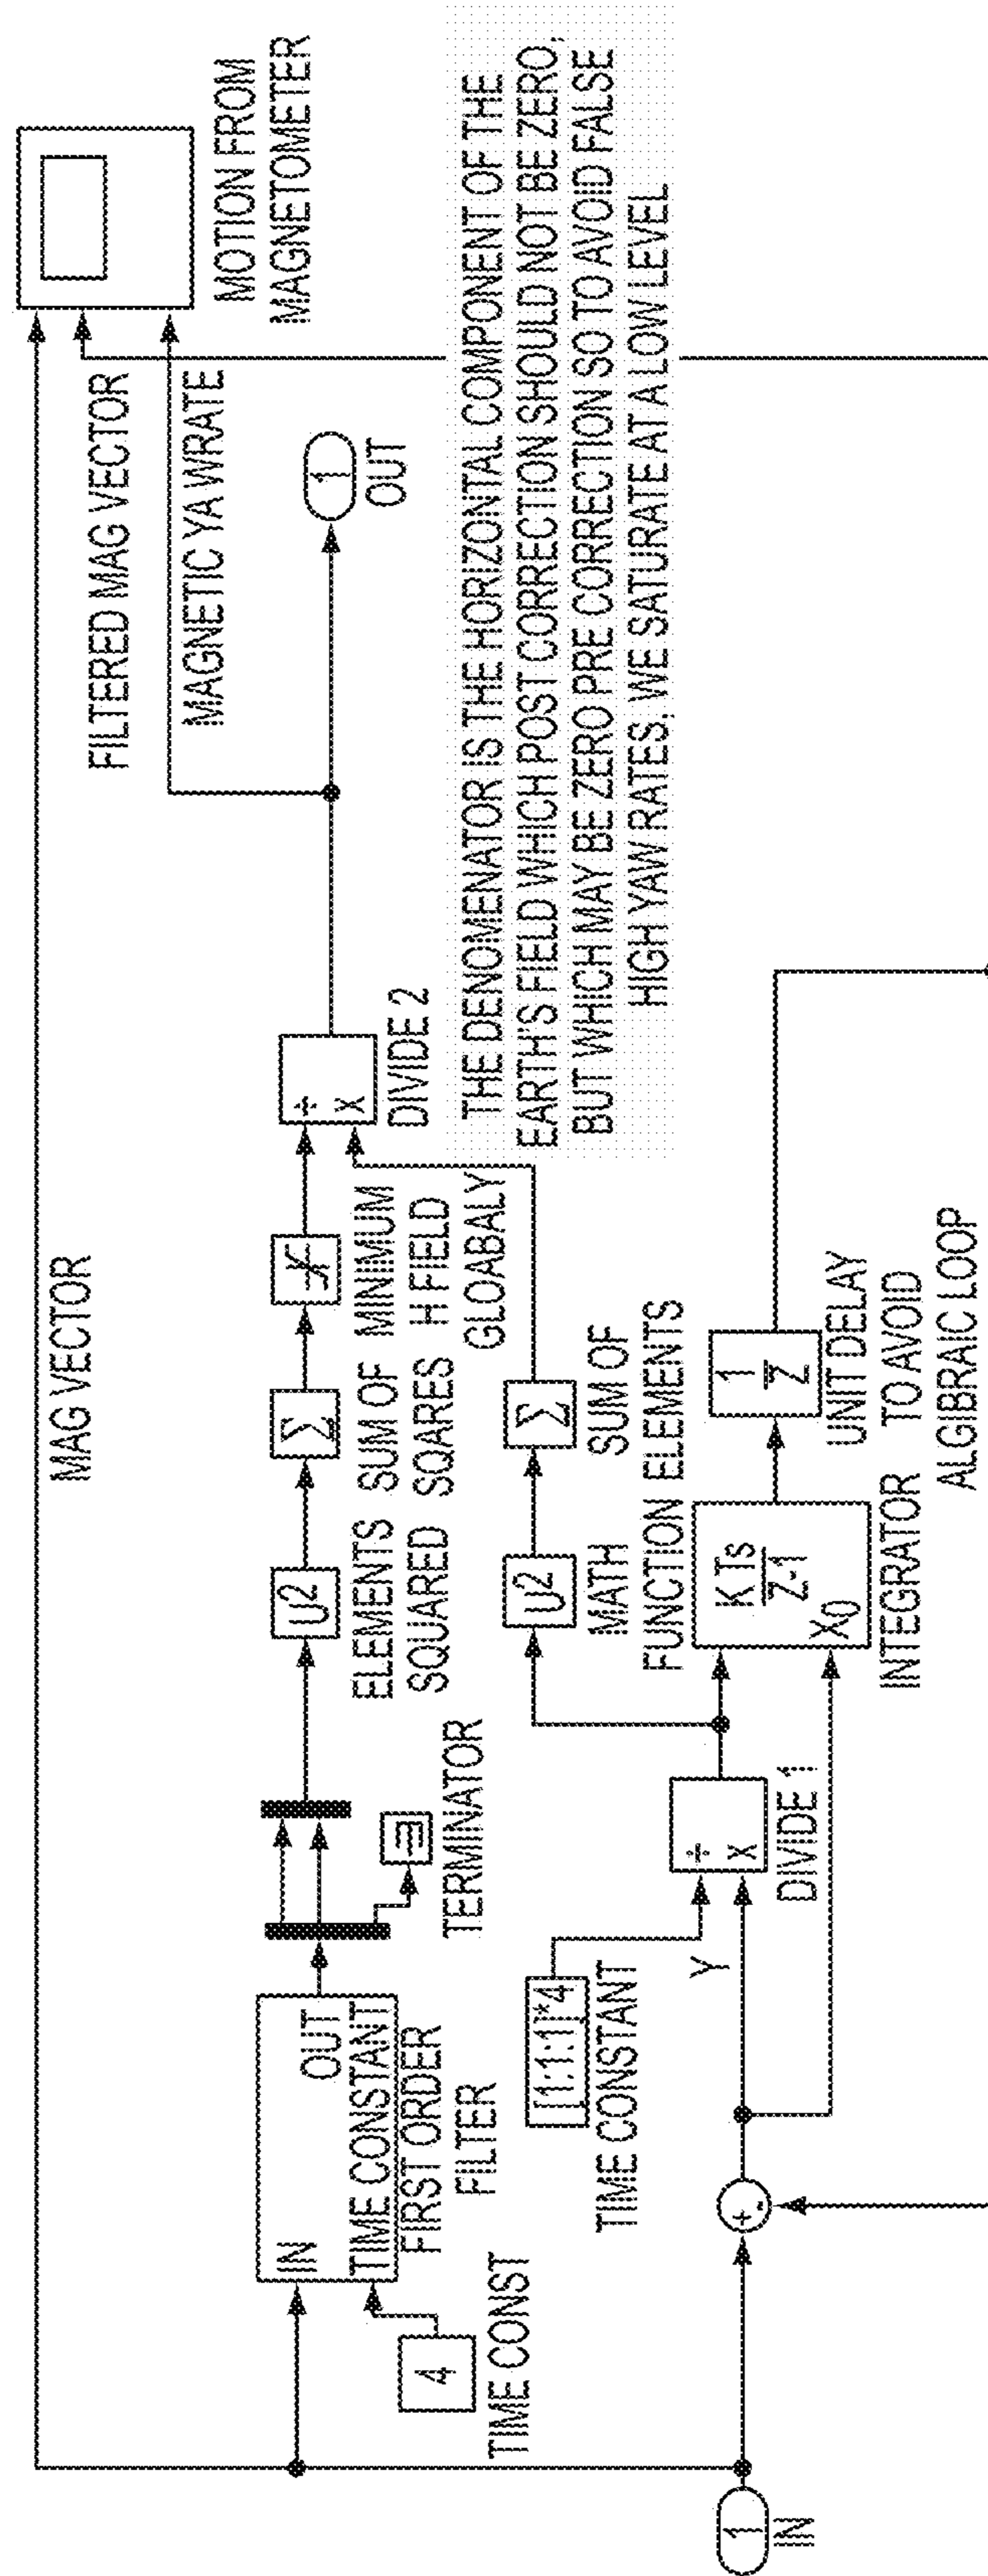 MAG VECTOR
FILTERED MAG VECTOR
MAGNETIC YAWRATE
MOTION FROM
MAGNETOMETER
IN
OUT
TIME CONSTANT
FIRST ORDER
FILTER
4
TIME CONST
TERMINATOR
U²
ELEMENTS
SQUARED
Σ
SUM OF
SQARES
MINIMUM
H FIELD
GLOABALY
÷
X
DIVIDE 2
1
OUT
THE DENOMENATOR IS THE HORIZONTAL COMPONENT OF THE
EARTH'S FIELD WHICH POST CORRECTION SHOULD NOT BE ZERO,
BUT WHICH MAY BE ZERO PRE CORRECTION SO TO AVOID FALSE
HIGH YAW RATES, WE SATURATE AT A LOW LEVEL
[1:1:1]*4
TIME CONSTANT
U²
MATH
FUNCTION
Σ
SUM OF
ELEMENTS
1
IN
+
-
Y
÷
X
DIVIDE 1
K Ts
Z-1
X₀
INTEGRATOR
1
Z
UNIT DELAY
TO AVOID
ALGIBRAIC LOOP